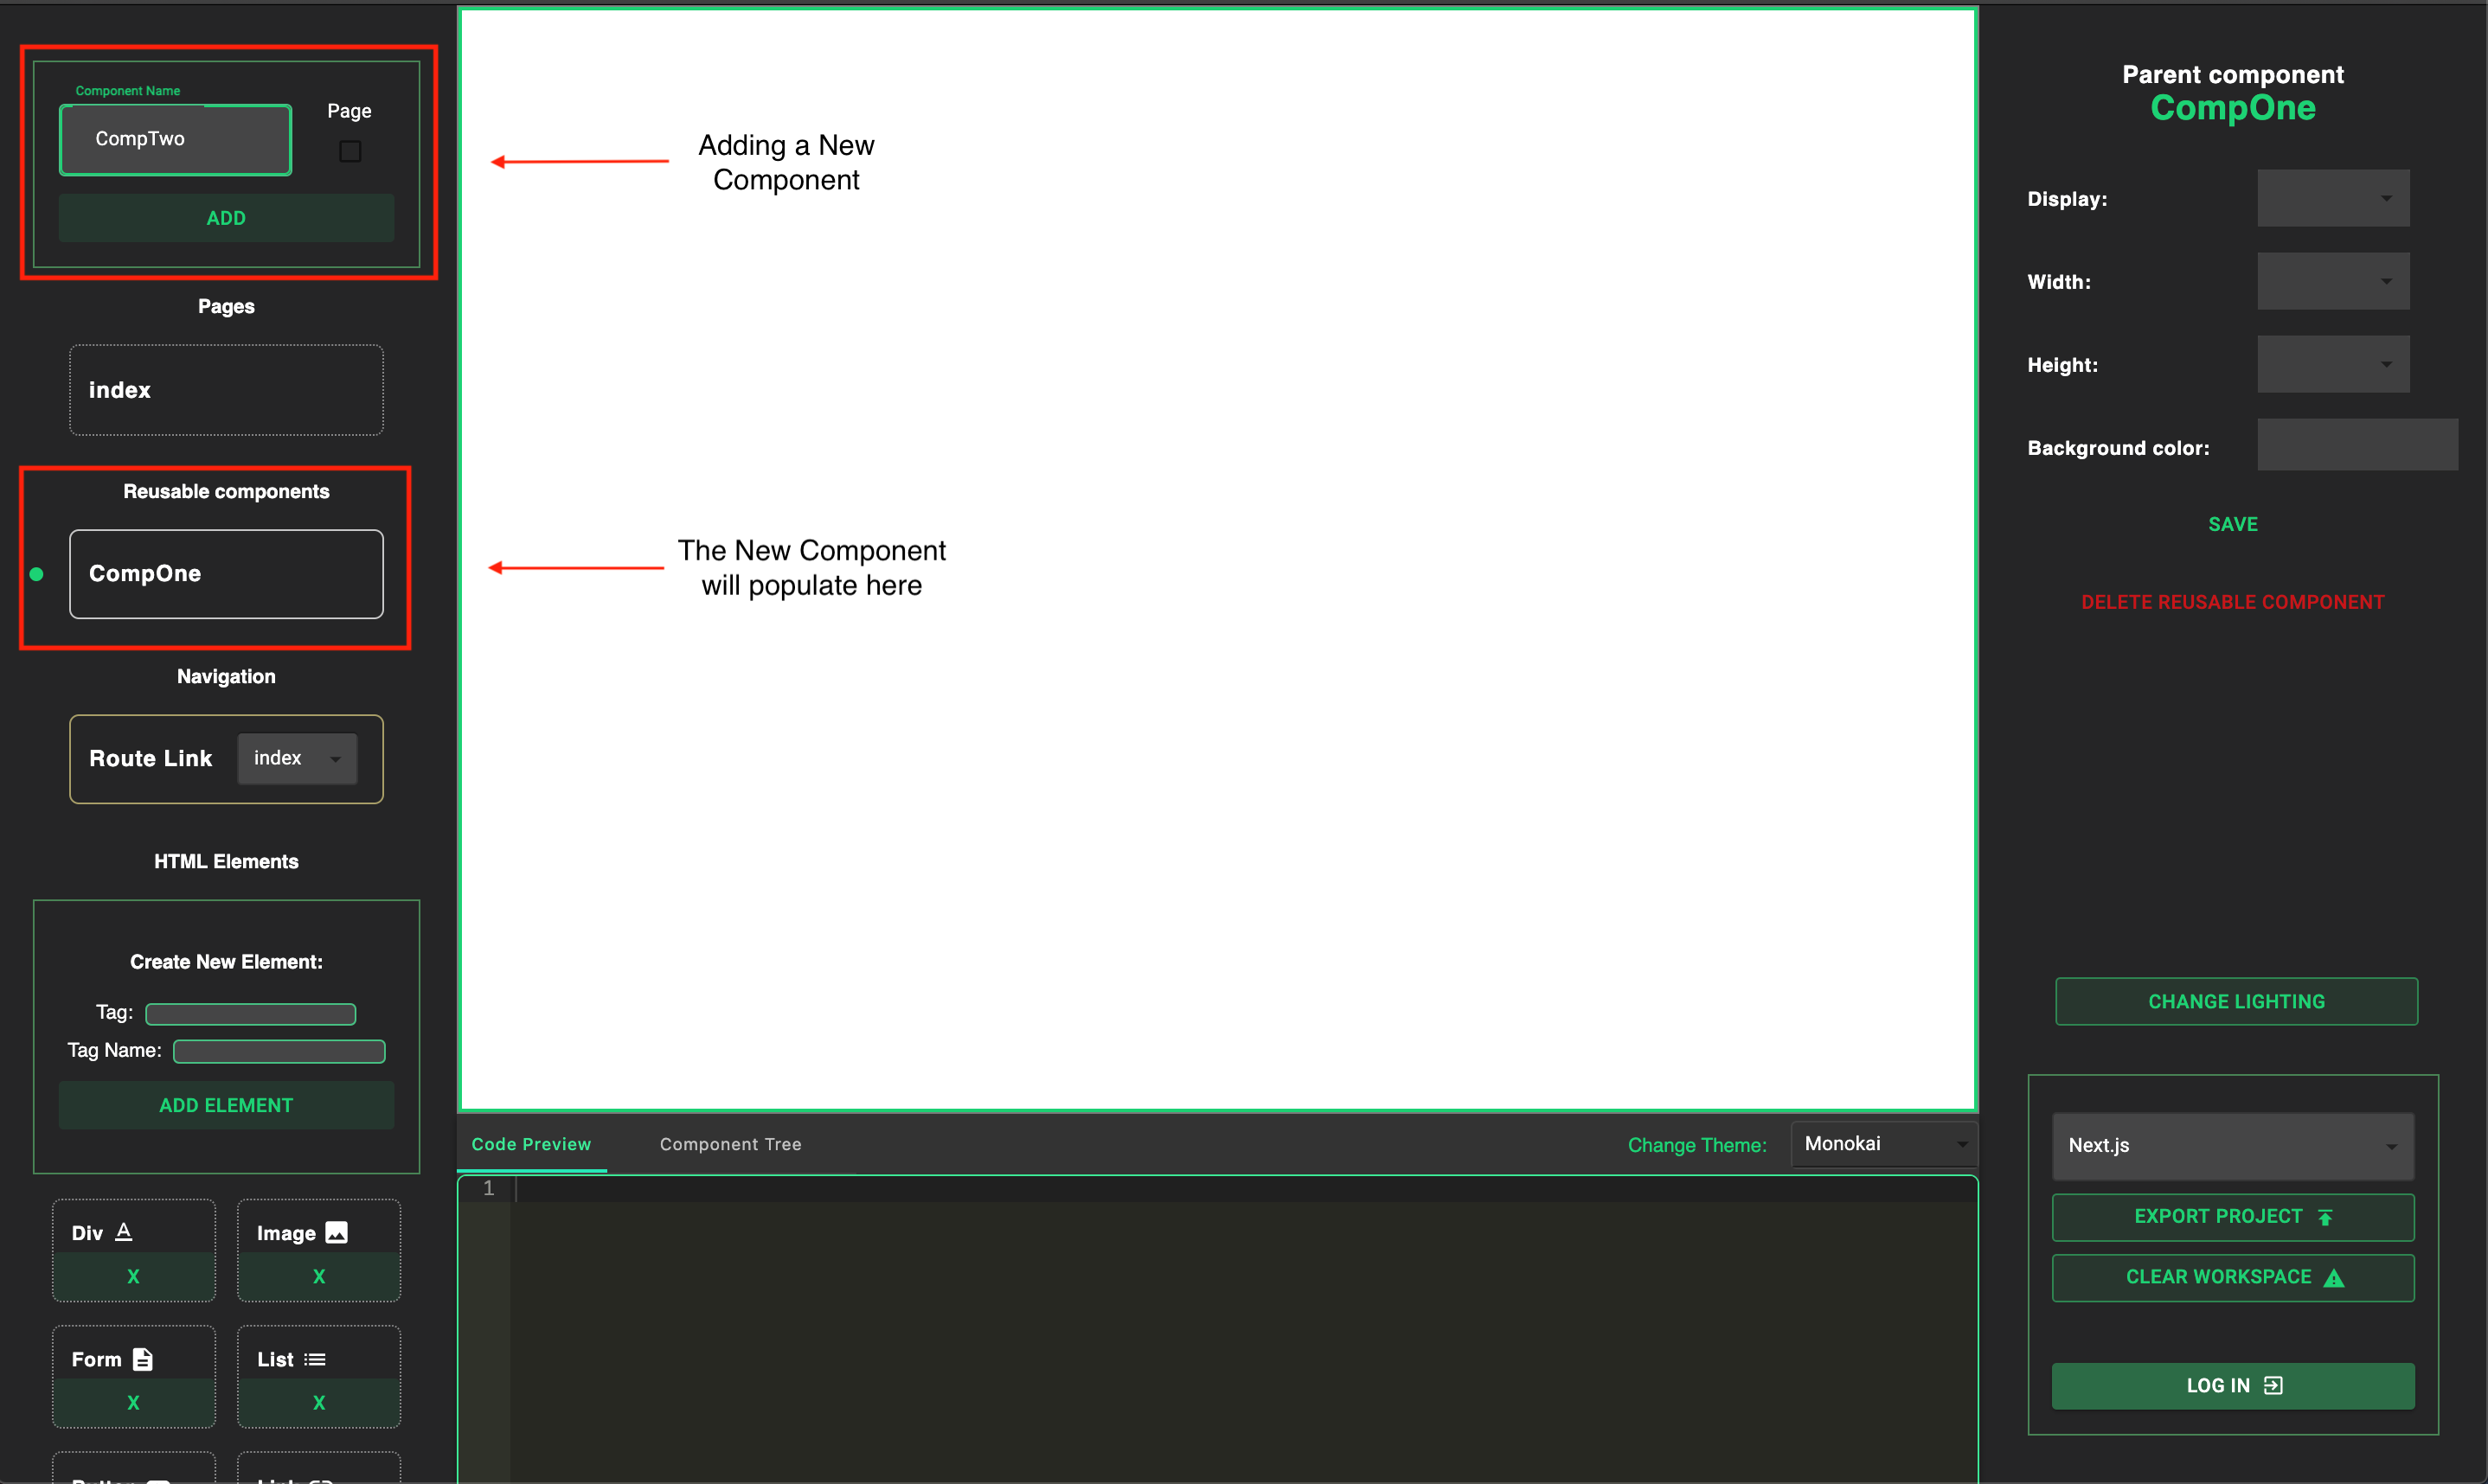 Component Name
CompTwo
Page
ADD
Pages
index
Reusable components
CompOne
Navigation
Route Link
index
HTML Elements
Create New Element:
Tag:
Tag Name:
ADD ELEMENT
Div
Image
X
X
Form
List
X
X
Adding a New
Component
The New Component
will populate here
Code Preview
Component Tree
Change Theme:
Monokai
1
Parent component
CompOne
Display:
Width:
Height:
Background color:
SAVE
DELETE REUSABLE COMPONENT
CHANGE LIGHTING
Next.js
EXPORT PROJECT
CLEAR WORKSPACE
LOG IN